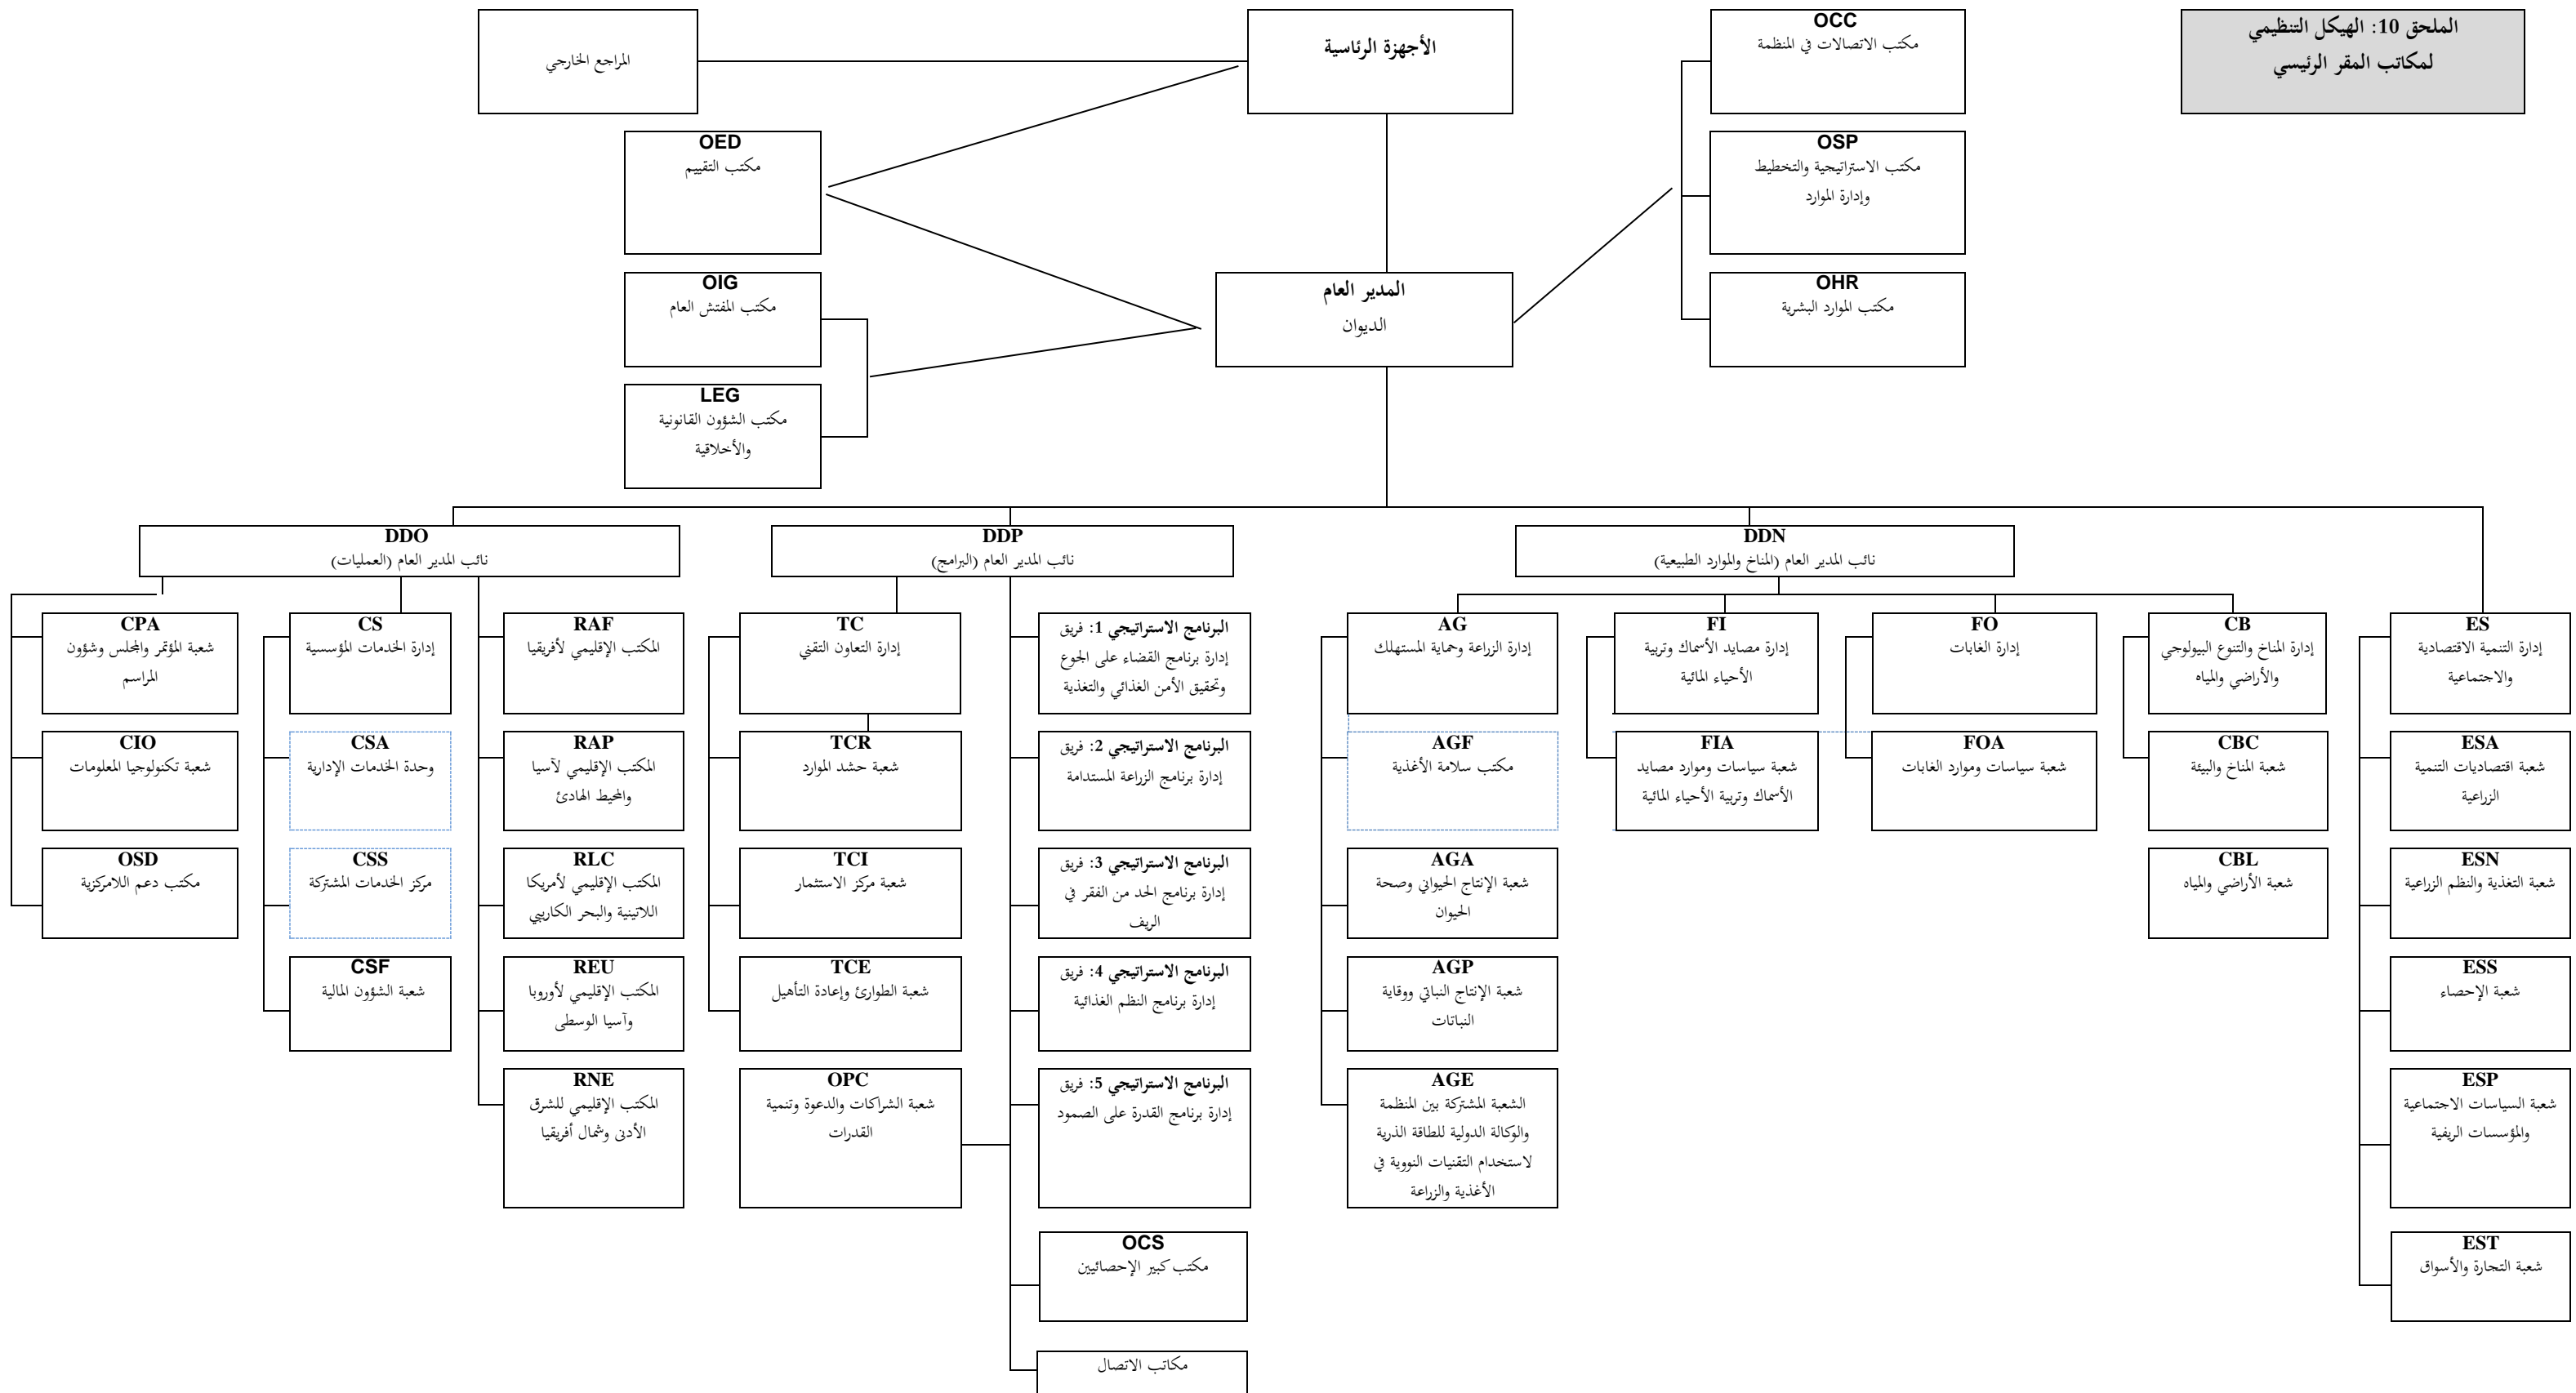 الملحق 10: الهيكل التنظيمي
لمكاتب المقر الرئيسي
OCC
مكتب الاتصالات في المنظمة
الأجهزة الرئاسية
المراجع الخارجي
OSP
مكتب الاستراتيجية والتخطيط
وإدارة الموارد
OED
مكتب التقييم
OHR
مكتب الموارد البشرية
المدير العام
الديوان
OIG
مكتب المفتش العام
LEG
مكتب الشؤون القانونية
والأخلاقية
DDN
نائب المدير العام (المناخ والموارد الطبيعية)
DDP
نائب المدير العام (البرامج)
DDO
نائب المدير العام (العمليات)
ES
إدارة التنمية الاقتصادية
والاجتماعية
ESA
شعبة اقتصاديات التنمية
الزراعية
ESN
شعبة التغذية والنظم الزراعية
ESS
شعبة الإحصاء
ESP
شعبة السياسات الاجتماعية
والمؤسسات الريفية
EST
شعبة التجارة والأسواق
CB
إدارة المناخ والتنوع البيولوجي
والأراضي والمياه
CBC
شعبة المناخ والبيئة
CBL
شعبة الأراضي والمياه
FO
إدارة الغابات
FOA
شعبة سياسات وموارد الغابات
FI
إدارة مصايد الأسماك وتربية
الأحياء المائية
FIA
شعبة سياسات وموارد مصايد
الأسماك وتربية الأحياء المائية
AG
إدارة الزراعة وحماية المستهلك
AGF
مكتب سلامة الأغذية
AGA
شعبة الإنتاج الحيواني وصحة
الحيوان
AGP
شعبة الإنتاج النباتي ووقاية
النباتات
AGE
الشعبة المشتركة بين المنظمة
والوكالة الدولية للطاقة الذرية
لاستخدام التقنيات النووية في
الأغذية والزراعة
البرنامج الاستراتيجي 1: فريق
إدارة برنامج القضاء على الجوع
وتحقيق الأمن الغذائي والتغذية
البرنامج الاستراتيجي 2: فريق
إدارة برنامج الزراعة المستدامة
البرنامج الاستراتيجي 3: فريق
إدارة برنامج الحد من الفقر في
الريف
البرنامج الاستراتيجي 4: فريق
إدارة برنامج النظم الغذائية
البرنامج الاستراتيجي 5: فريق
إدارة برنامج القدرة على الصمود
OCS
مكتب كبير الإحصائيين
مكاتب الاتصال
TC
إدارة التعاون التقني
TCR
شعبة حشد الموارد
TCI
شعبة مركز الاستثمار
TCE
شعبة الطوارئ وإعادة التأهيل
OPC
شعبة الشراكات والدعوة وتنمية
القدرات
RAF
المكتب الإقليمي لأفريقيا
RAP
المكتب الإقليمي لآسيا
والمحيط الهادئ
RLC
المكتب الإقليمي لأمريكا
اللاتينية والبحر الكاريبي
REU
المكتب الإقليمي لأوروبا
وآسيا الوسطى
RNE
المكتب الإقليمي للشرق
الأدنى وشمال أفريقيا
CS
إدارة الخدمات المؤسسية
CSA
وحدة الخدمات الإدارية
CSS
مركز الخدمات المشتركة
CSF
شعبة الشؤون المالية
CPA
شعبة المؤتمر والمجلس وشؤون
المراسم
CIO
شعبة تكنولوجيا المعلومات
OSD
مكتب دعم اللامركزية